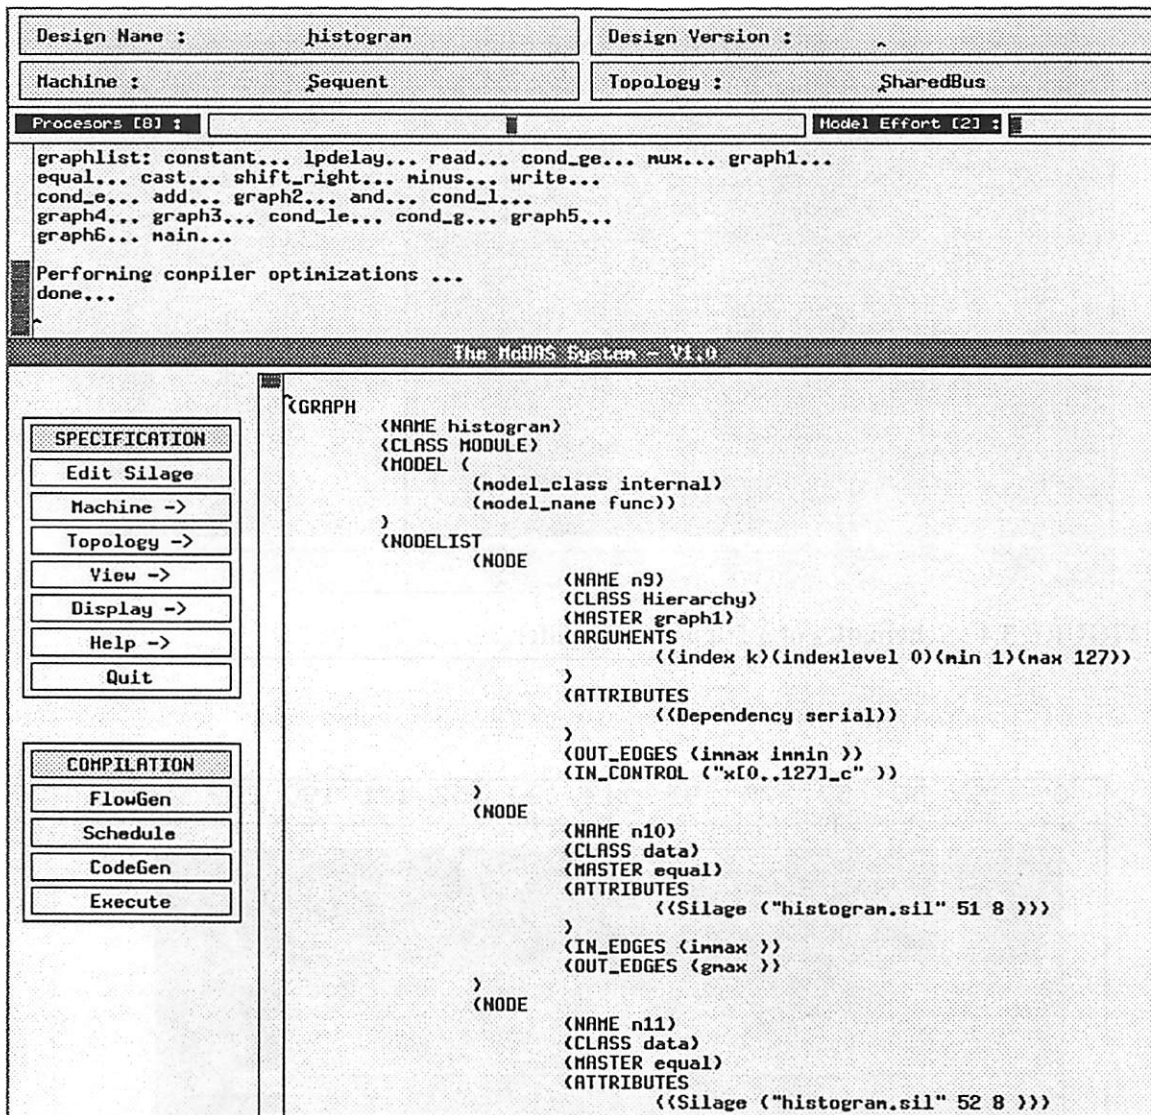 Design Name : histogram Design Version :
Machine : Sequent Topology : SharedBus
Procesors [8] : Model Effort [2] :
graphlist: constant... lpdelay... read... cond_ge... mux... graph1...
equal... cast... shift_right... minus... write...
cond_e... add... graph2... and... cond_l...
graph4... graph3... cond_le... cond_g... graph5...
graph6... main...
Performing compiler optimizations ...
done...
^
The McDAS System - V1.0
SPECIFICATION
Edit Silage
Machine ->
Topology ->
View ->
Display ->
Help ->
Quit
COMPILATION
FlowGen
Schedule
CodeGen
Execute
(GRAPH
(NAME histogram)
(CLASS MODULE)
(MODEL (
(model_class internal)
(model_name func))
)
(NODELIST
(NODE
(NAME n9)
(CLASS Hierarchy)
(MASTER graph1)
(ARGUMENTS
((index k)(indexlevel 0)(min 1)(max 127))
)
(ATTRIBUTES
((Dependency serial))
)
(OUT_EDGES (immax immin ))
(IN_CONTROL ("x[0..127]_c" ))
)
(NODE
(NAME n10)
(CLASS data)
(MASTER equal)
(ATTRIBUTES
((Silage ("histogram.sil" 51 8 )))
)
(IN_EDGES (immax ))
(OUT_EDGES (gmax ))
)
(NODE
(NAME n11)
(CLASS data)
(MASTER equal)
(ATTRIBUTES
((Silage ("histogram.sil" 52 8 )))